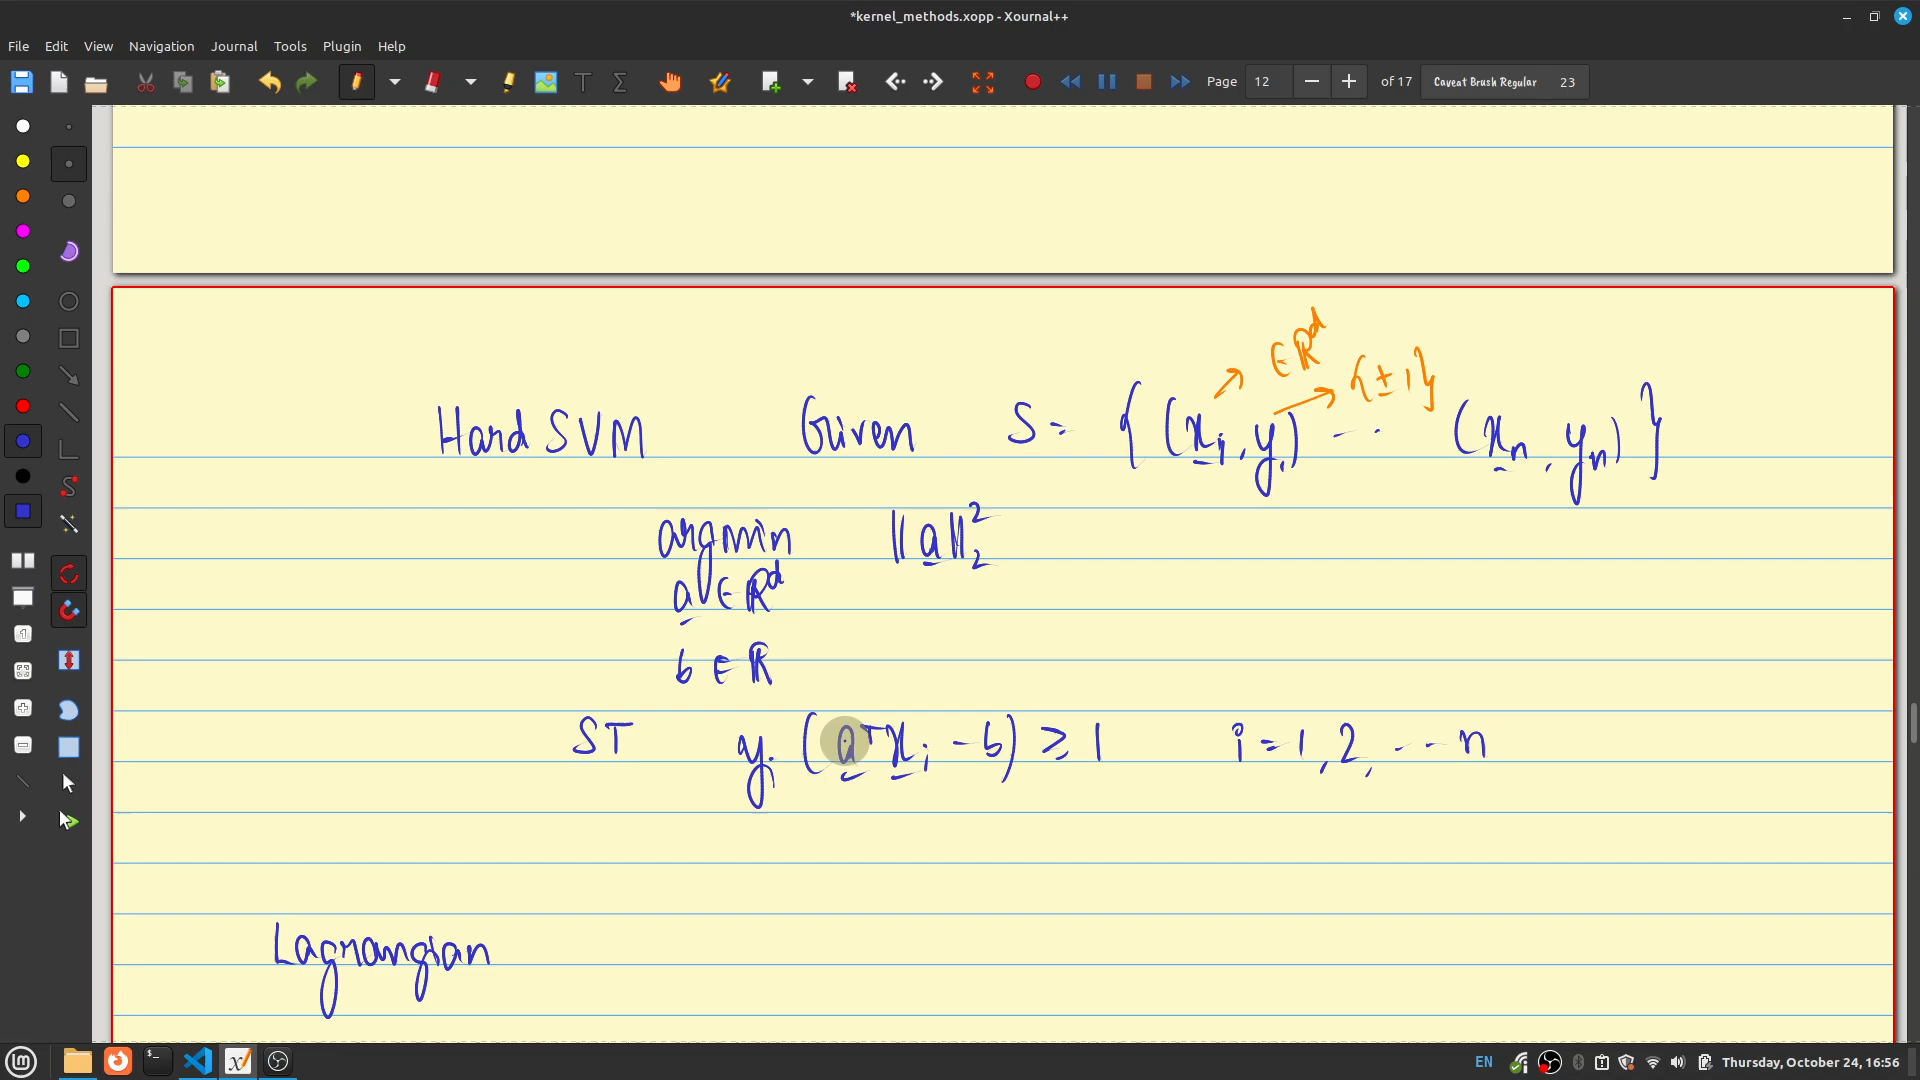 *kernel_methods.xopp - Xournal++
File Edit View Navigation Journal Tools Plugin Help
Page 12 of 17 Caveat Brush Regular 23
∈ℝ^d
{±1}
Hard SVM Given S = { (x_1, y_1) ... (x_n, y_n) }
argmin ||a||_2^2
a ∈ ℝ^d
b ∈ ℝ
ST y_i (a^T x_i - b) ≥ 1 i = 1, 2, ... n
Lagrangian
EN Thursday, October 24, 16:56